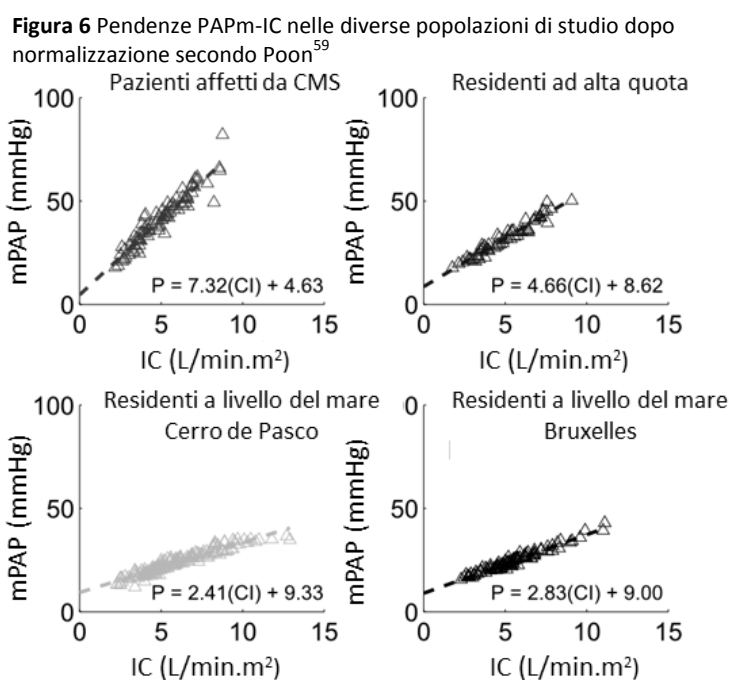 Figura 6 Pendenze PAPm-IC nelle diverse popolazioni di studio dopo
normalizzazione secondo Poon59
Pazienti affetti da CMS
100
50
0
mPAP (mmHg)
P = 7.32(CI) + 4.63
0 5 10 15
IC (L/min.m²)
Residenti ad alta quota
100
50
0
mPAP (mmHg)
P = 4.66(CI) + 8.62
0 5 10 15
IC (L/min.m²)
Residenti a livello del mare
Cerro de Pasco
100
50
0
mPAP (mmHg)
P = 2.41(CI) + 9.33
0 5 10 15
IC (L/min.m²)
Residenti a livello del mare
Bruxelles
0
50
0
mPAP (mmHg)
P = 2.83(CI) + 9.00
0 5 10 15
IC (L/min.m²)